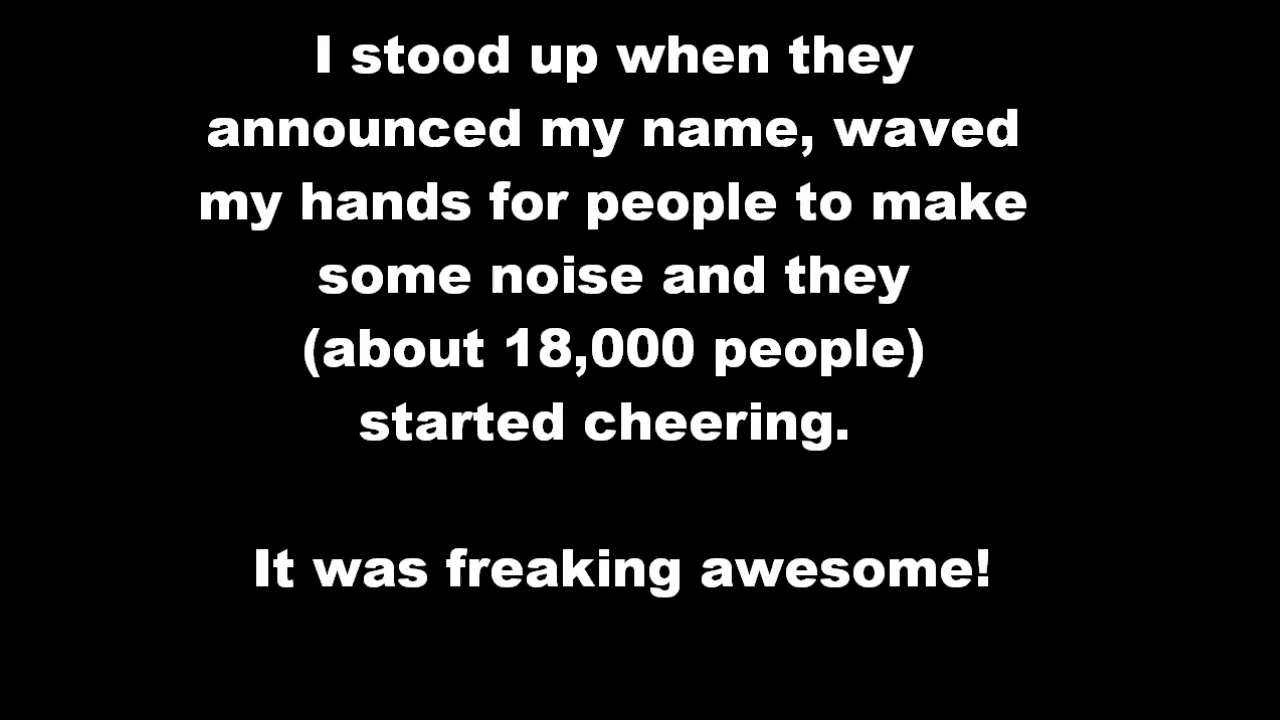 I stood up when they
announced my name, waved
my hands for people to make
some noise and they
(about 18,000 people)
started cheering.
It was freaking awesome!